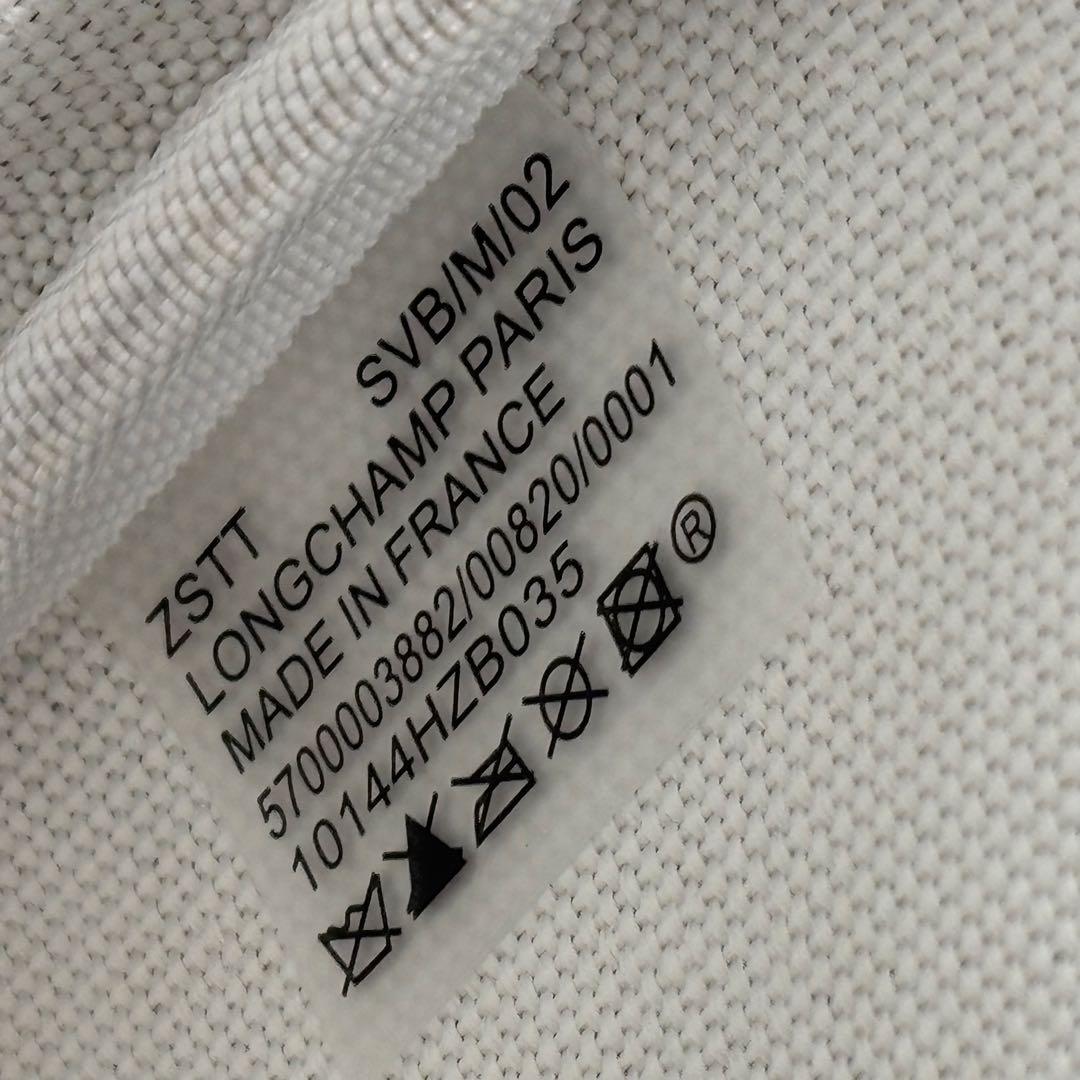 ZSTT SVB/M/02
LONGCHAMP PARIS
MADE IN FRANCE
5700003882/00820/0001
10144HZB035
®